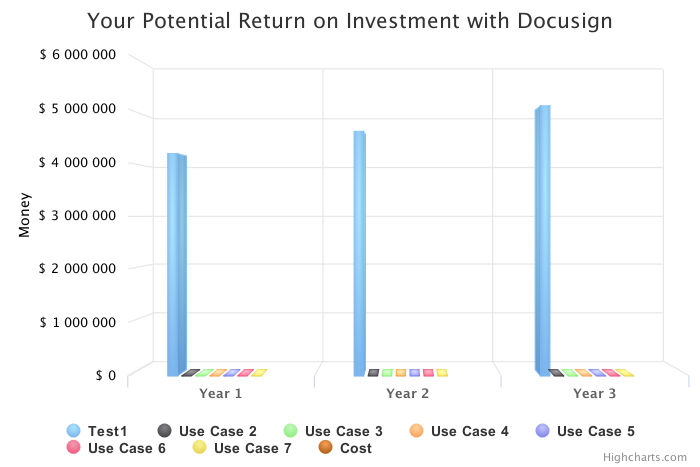 Your Potential Return on Investment with Docusign
$ 6 000 000
$ 5 000 000
$ 4 000 000
$ 3 000 000
$ 2 000 000
$ 1 000 000
$ 0
Money
Year 1
Year 2
Year 3
Test1
Use Case 2
Use Case 3
Use Case 4
Use Case 5
Use Case 6
Use Case 7
Cost
Highcharts.com